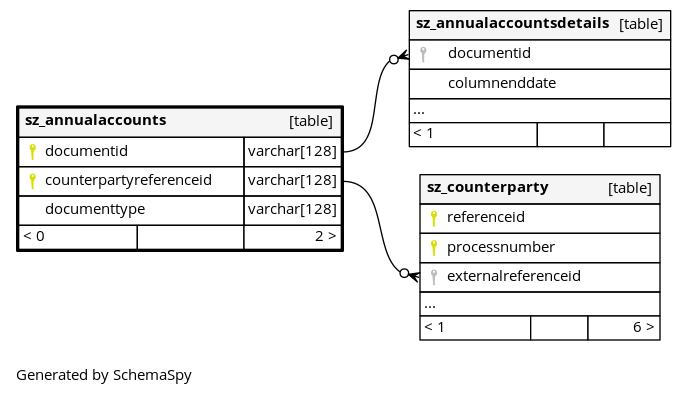 sz_annualaccountsdetails [table]
documentid
columnenddate
...
< 1
sz_annualaccounts [table]
documentid varchar[128]
counterpartyreferenceid varchar[128]
documenttype varchar[128]
< 0 2 >
sz_counterparty [table]
referenceid
processnumber
externalreferenceid
...
< 1 6 >
Generated by SchemaSpy